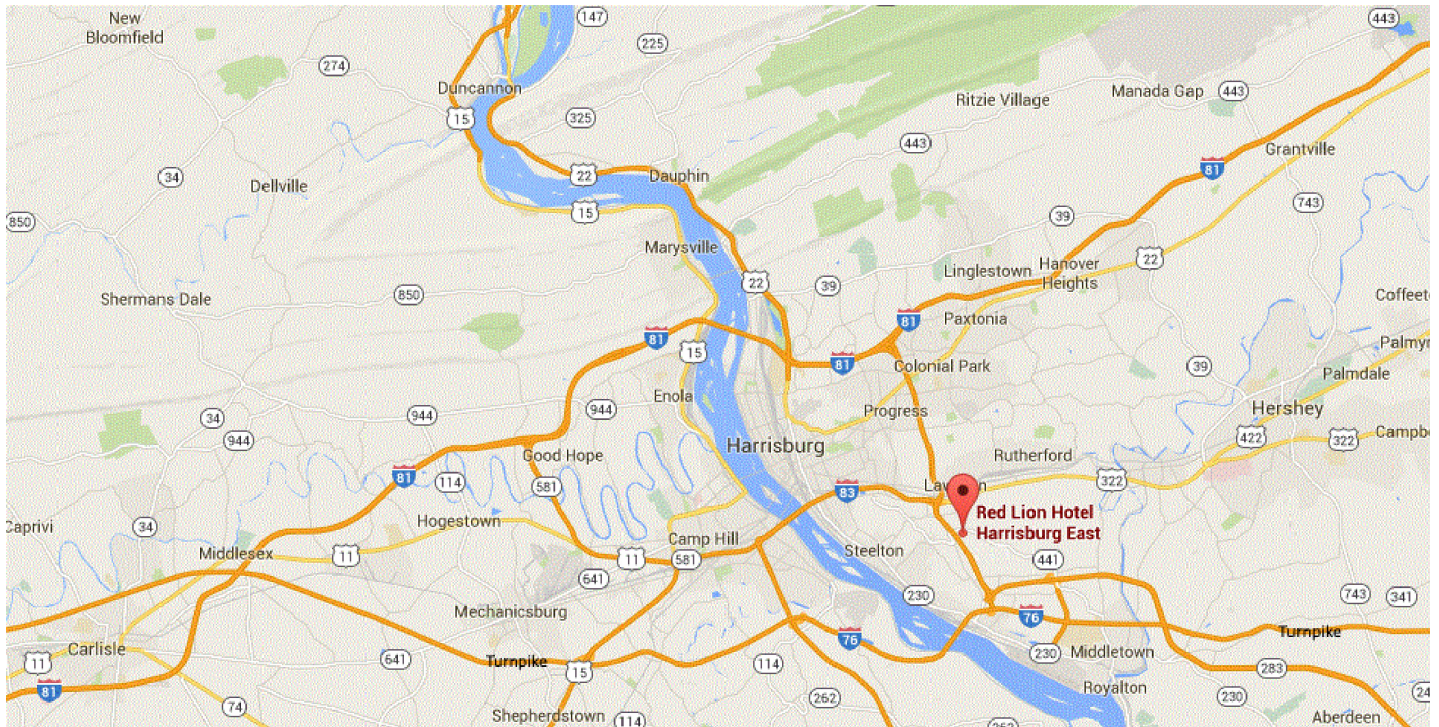 New
Bloomfield
147
443
225
274
Duncannon
Manada Gap
443
Ritzie Village
15
325
443
Grantville
34
22
Dauphin
81
Dellville
743
850
15
39
Marysville
22
Hanover
Heights
Linglestown
22
39
Shermans Dale
850
Coffeet
81
Paxtonia
81
15
81
Colonial Park
Palmyr
39
Palmdale
Enola
944
944
34
944
Progress
Hershey
Harrisburg
422
322
Campb
Good Hope
Rutherford
81
114
581
83
322
Caprivi
34
Hogestown
Red Lion Hotel
Harrisburg East
Camp Hill
Steelton
Middlesex
11
11
581
441
641
230
743
341
Mechanicsburg
76
76
Turnpike
Carlisle
11
641
Turnpike
15
114
230
Middletown
283
81
74
262
Royalton
230
Shepherdstown
114
Aberdeen